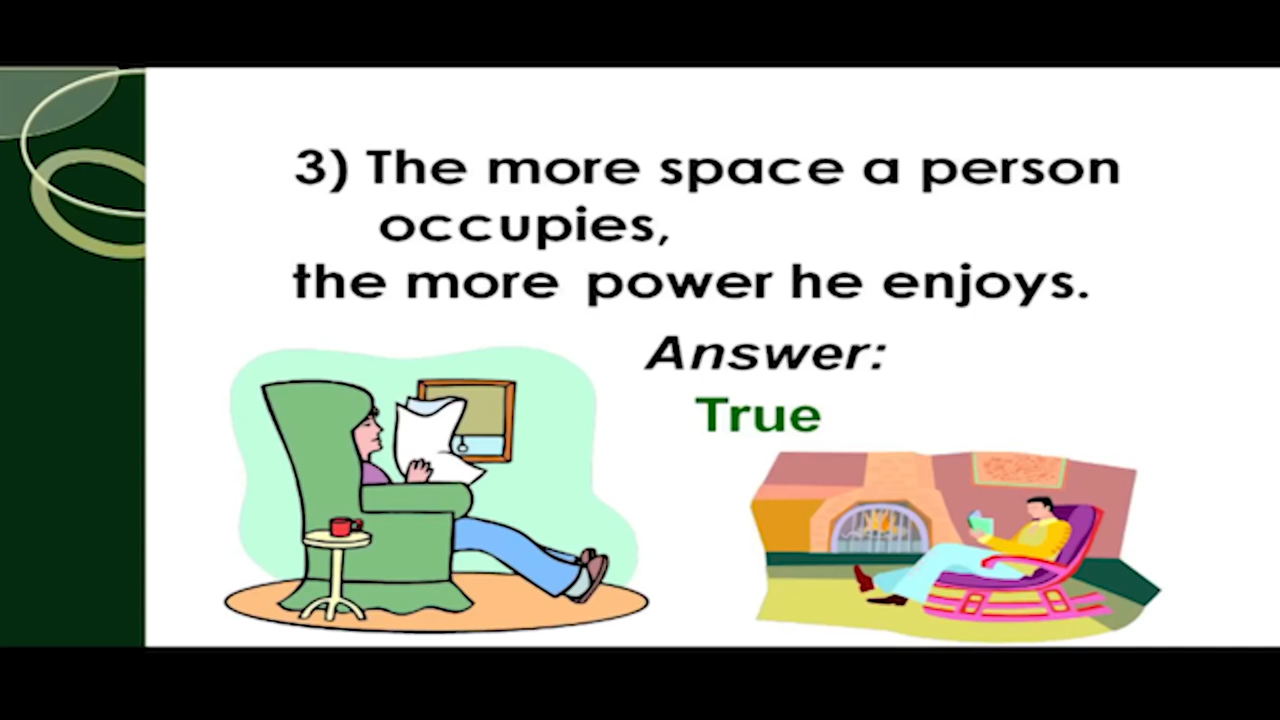 3) The more space a person
occupies,
the more power he enjoys.
Answer:
True